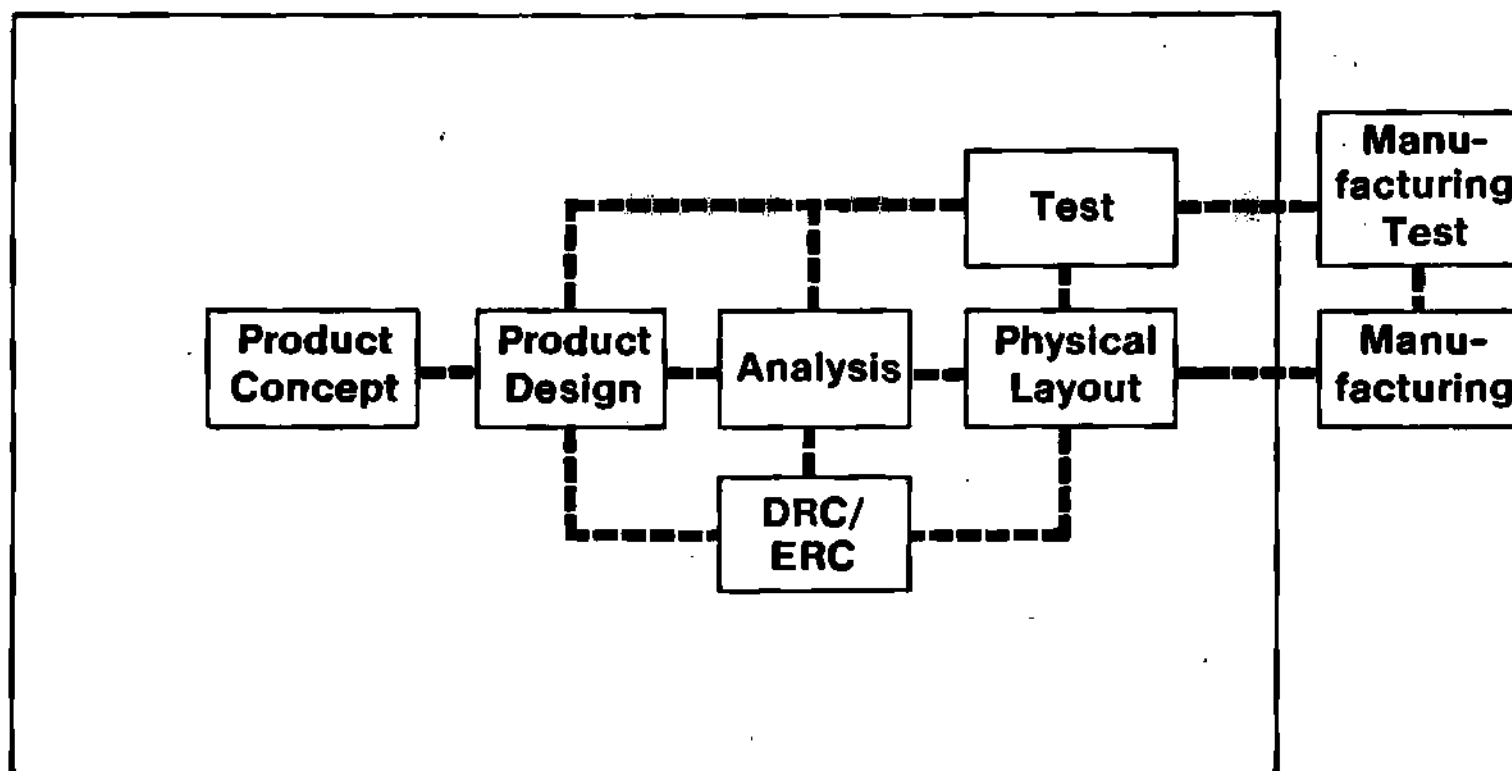 Manu-
facturing
Test
Test
Product
Concept
Product
Design
Analysis
Physical
Layout
Manu-
facturing
DRC/
ERC